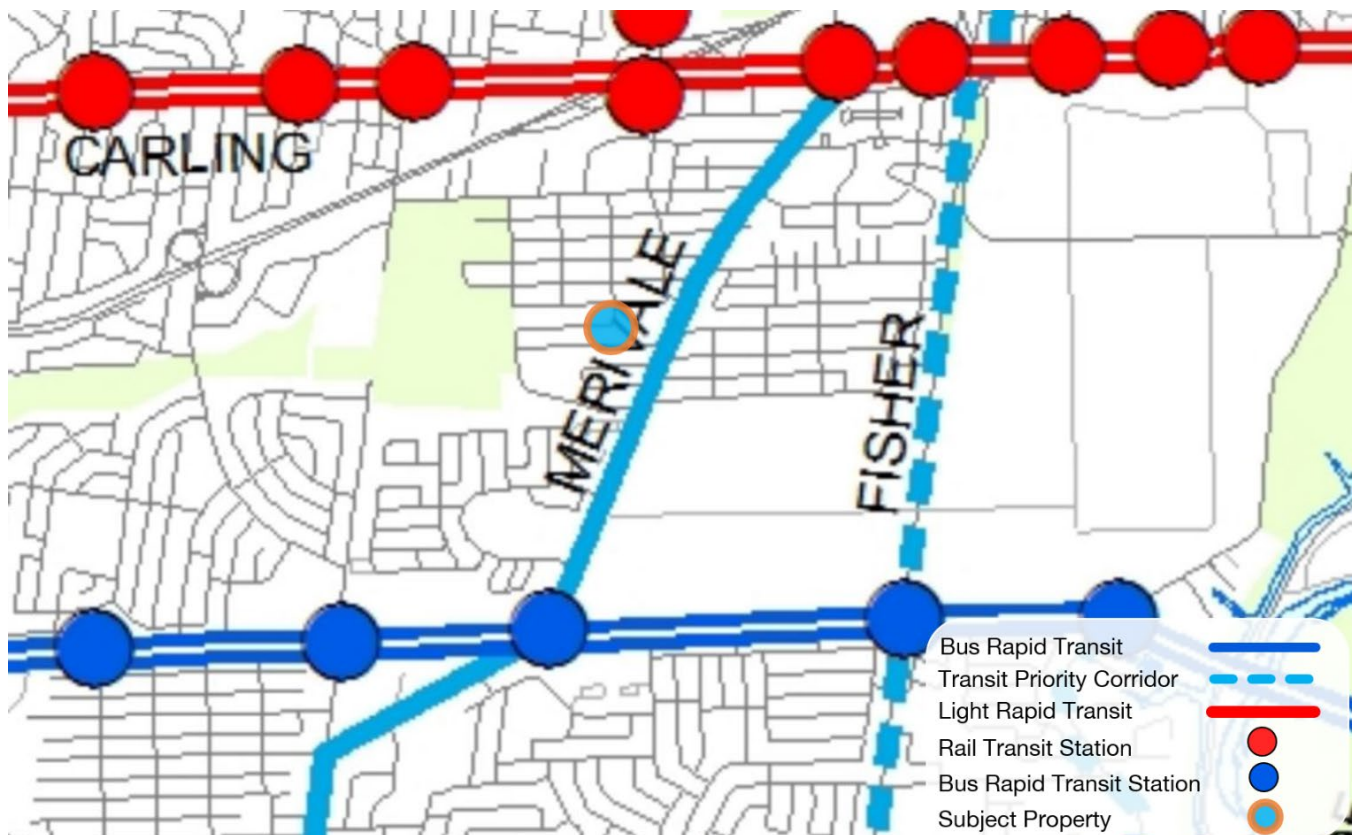 CARLING
MERIVALE
FISHER
Bus Rapid Transit
Transit Priority Corridor
Light Rapid Transit
Rail Transit Station
Bus Rapid Transit Station
Subject Property